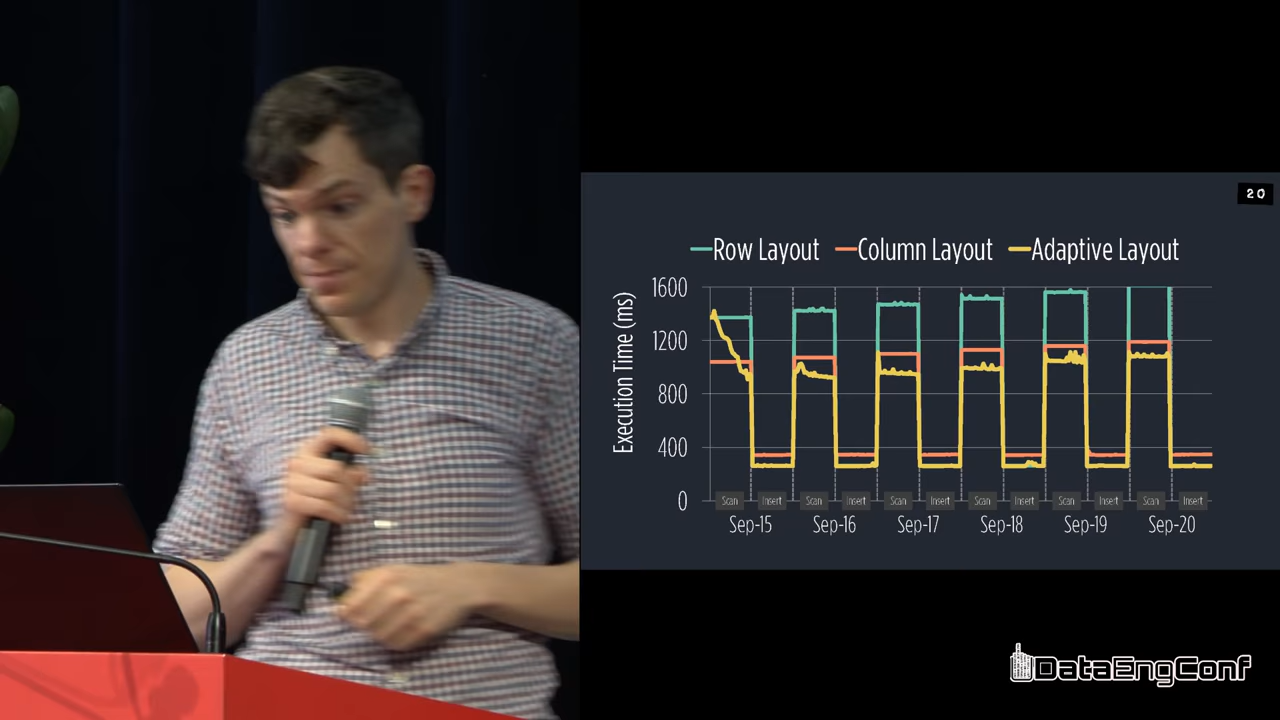 20
Row Layout Column Layout Adaptive Layout
Execution Time (ms)
1600
1200
800
400
0
Scan Insert Scan Insert Scan Insert Scan Insert Scan Insert Scan Insert
Sep-15 Sep-16 Sep-17 Sep-18 Sep-19 Sep-20
DataEngConf